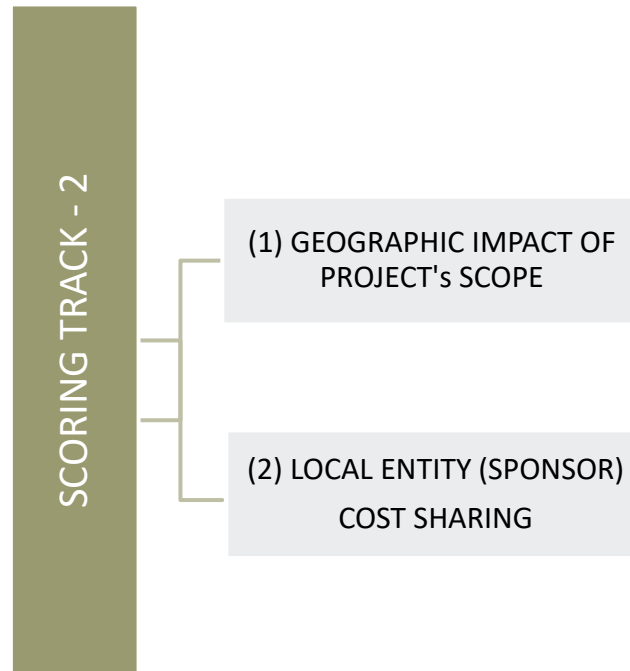 SCORING TRACK - 2
(1) GEOGRAPHIC IMPACT OF
PROJECT's SCOPE
(2) LOCAL ENTITY (SPONSOR)
COST SHARING